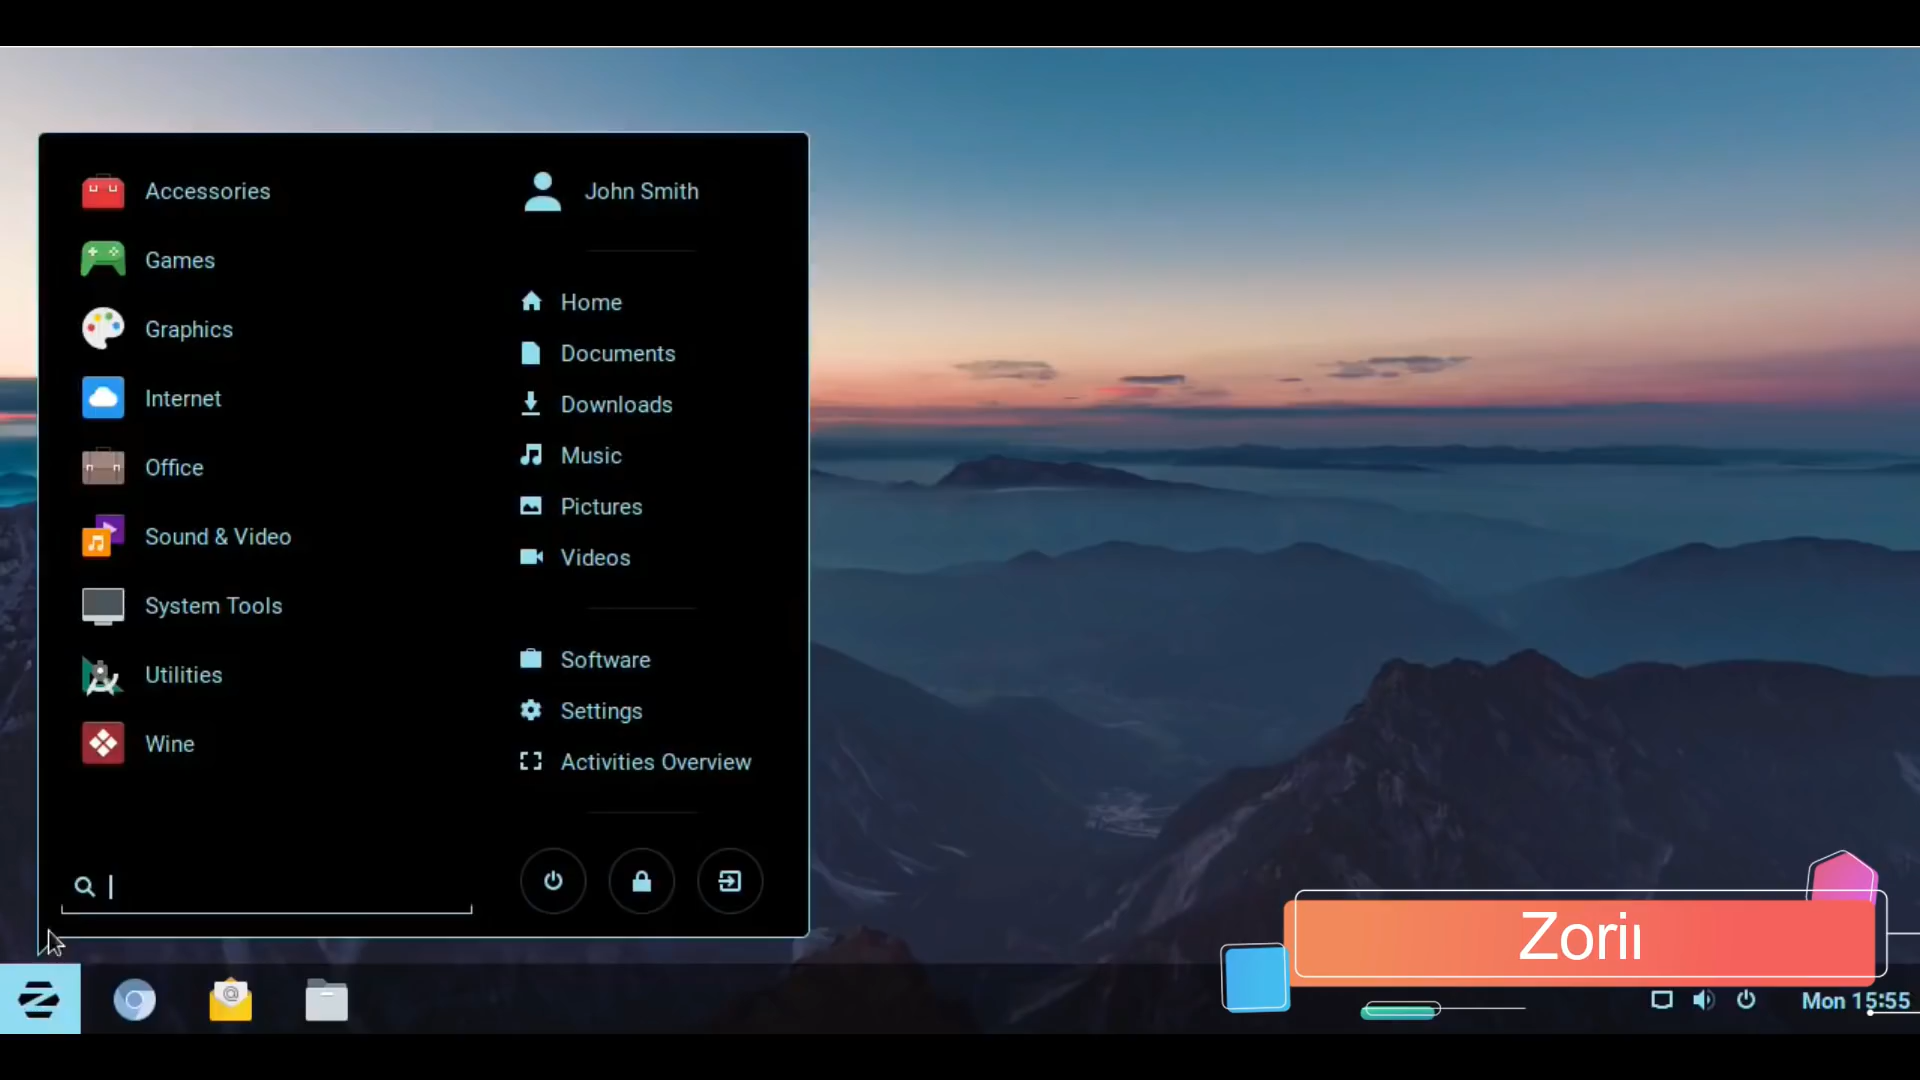 Accessories
Games
Graphics
Internet
Office
Sound & Video
System Tools
Utilities
Wine
John Smith
Home
Documents
Downloads
Music
Pictures
Videos
Software
Settings
Activities Overview
Zorii
Mon 15:55